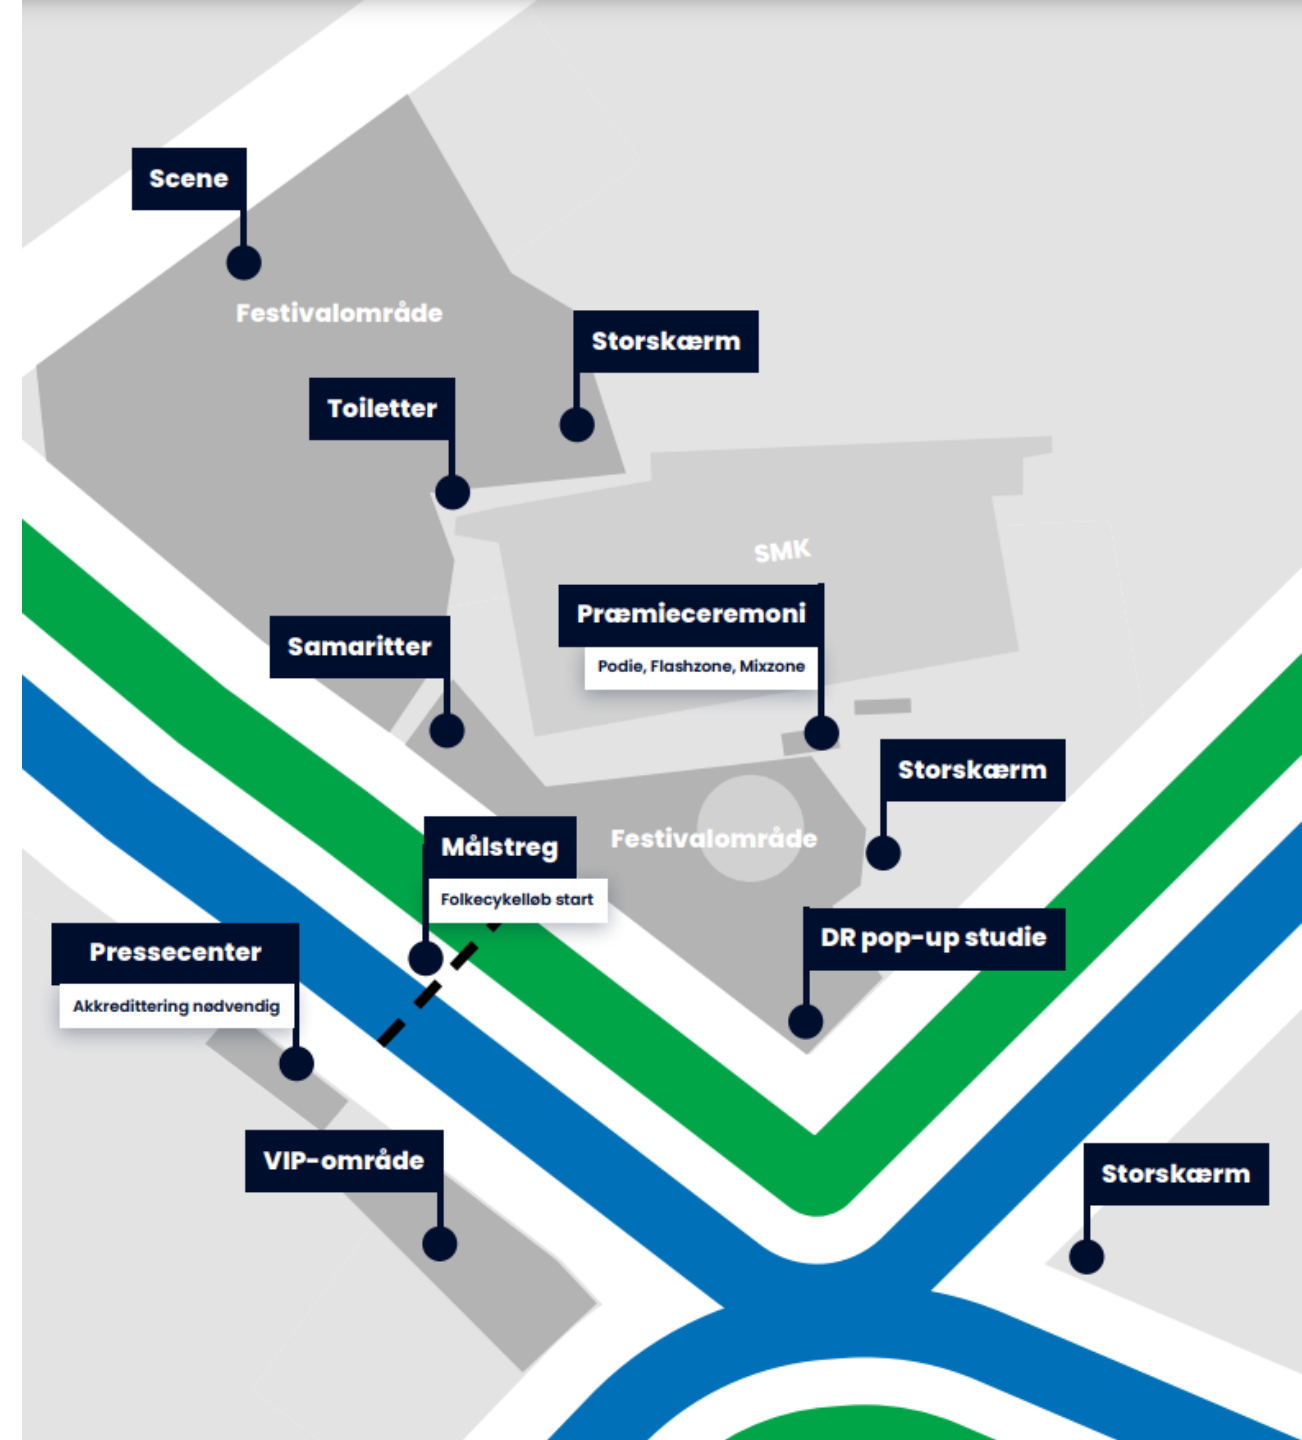 Scene
Festivalområde
Storskærm
Toiletter
SMK
Præmieceremoni
Podie, Flashzone, Mixzone
Samaritter
Storskærm
Målstreg
Folkecykelløb start
Festivalområde
Pressecenter
Akkredittering nødvendig
DR pop-up studie
VIP-område
Storskærm